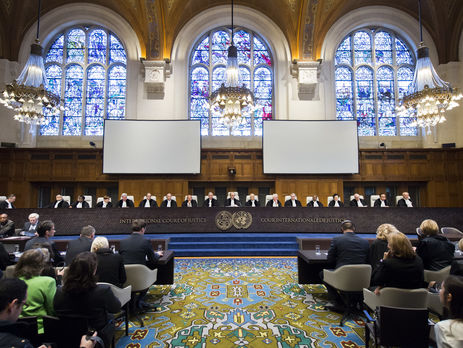 INTERNATIONAL COURT OF JUSTICE
COUR INTERNATIONALE DE JUSTICE